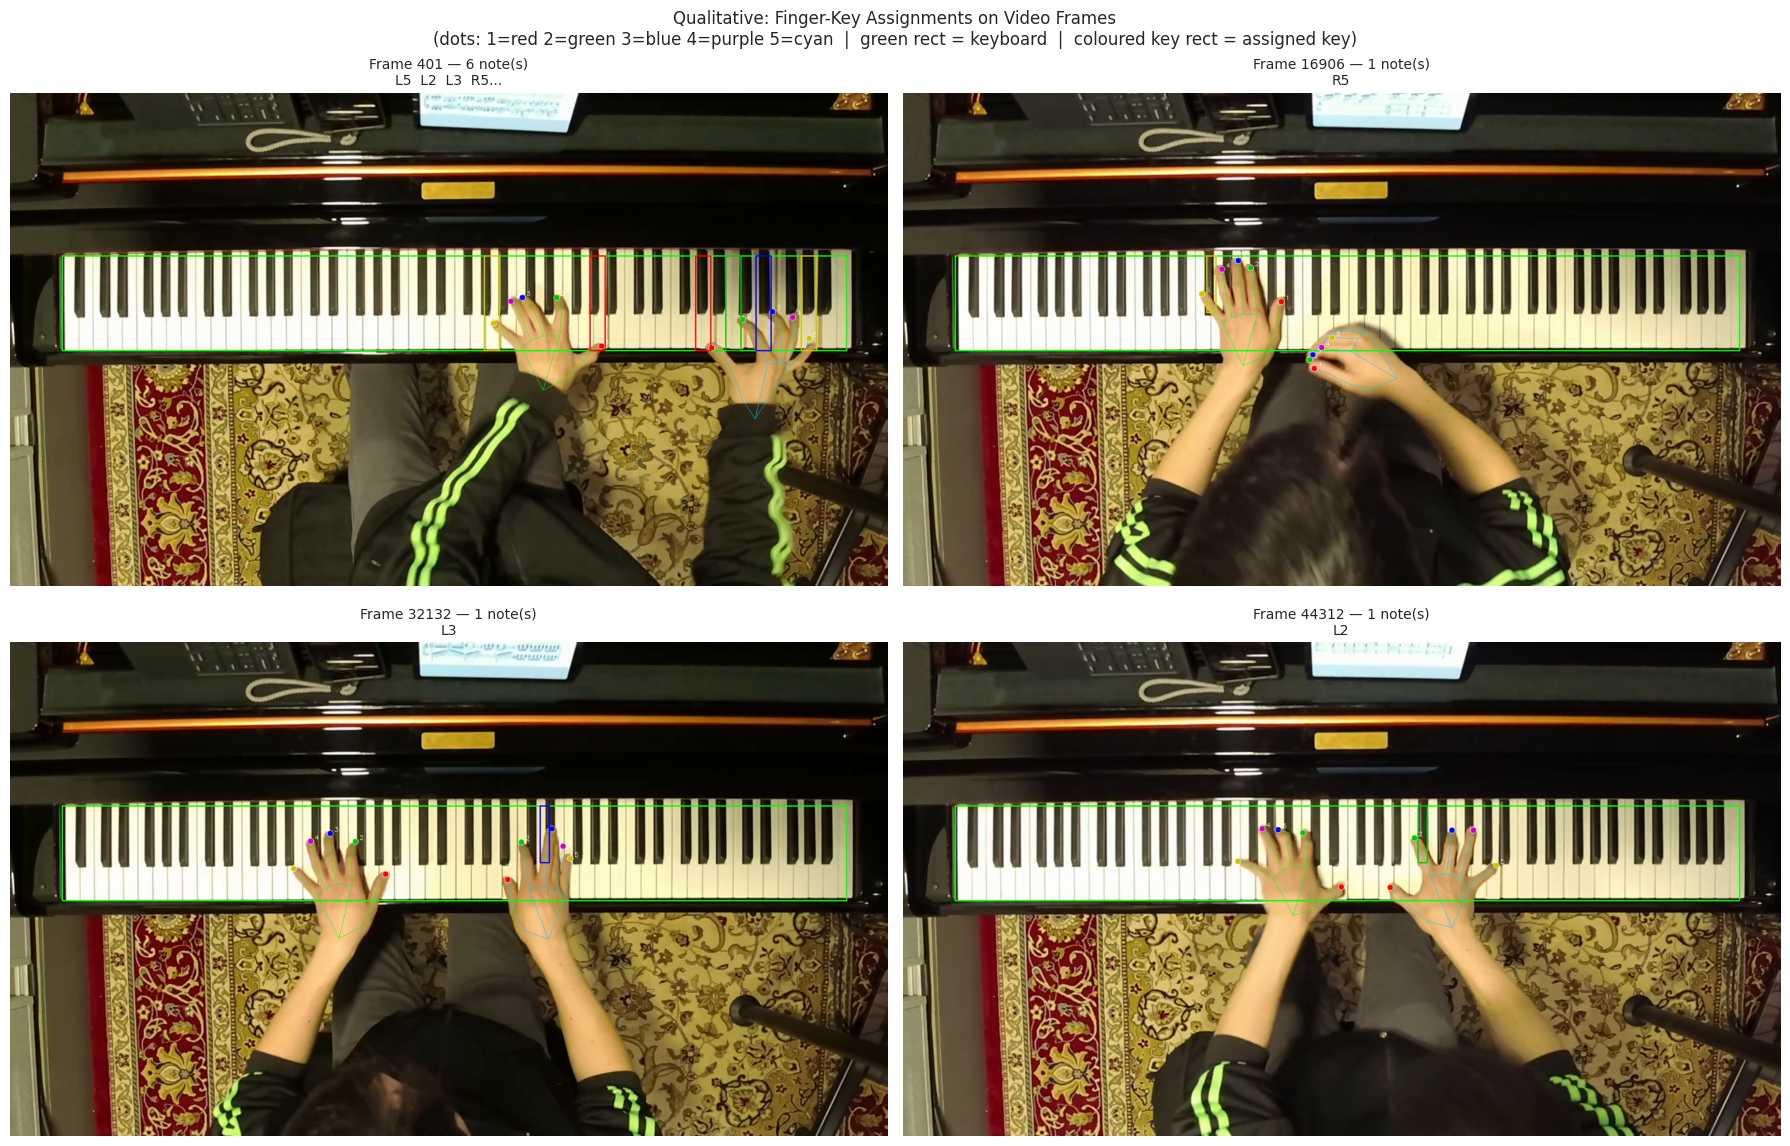 Qualitative: Finger-Key Assignments on Video Frames
(dots: 1=red 2=green 3=blue 4=purple 5=cyan | green rect = keyboard | coloured key rect = assigned key)
Frame 401 — 6 note(s)
L5 L2 L3 R5...
Frame 16906 — 1 note(s)
R5
Frame 32132 — 1 note(s)
L3
Frame 44312 — 1 note(s)
L2